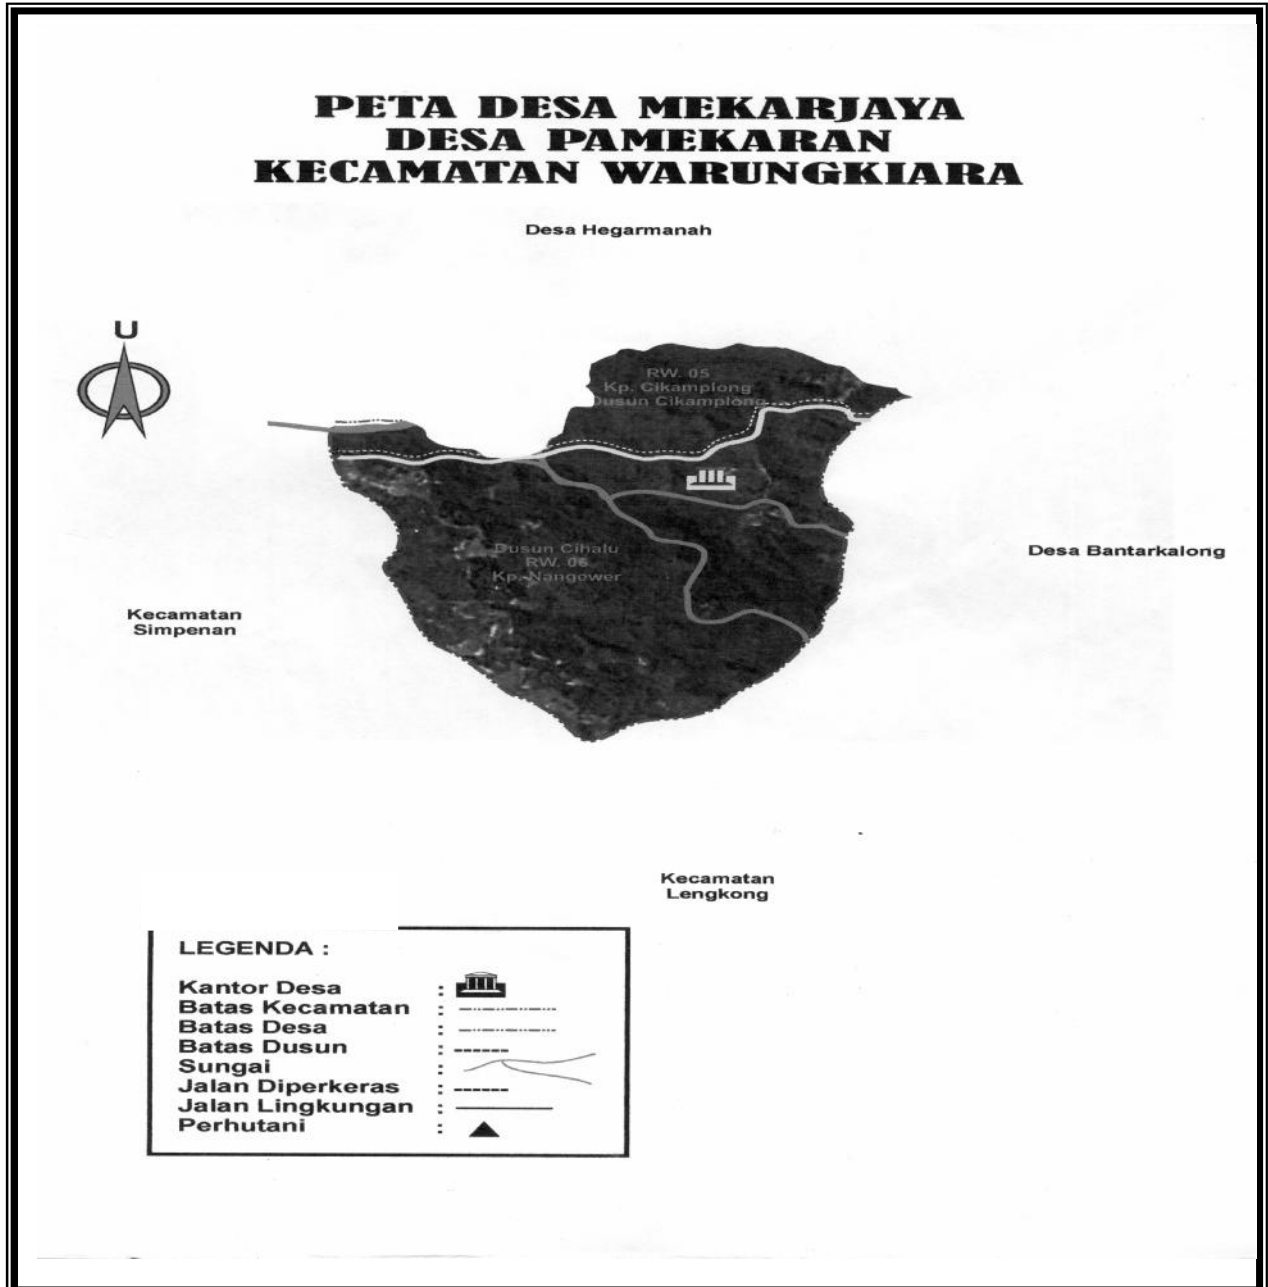 PETA DESA MEKARJAYA
DESA PAMEKARAN
KECAMATAN WARUNGKIARA
Desa Hegarmanah
U
RW. 05
Kp. Cikamplong
Dusun Cikamplong
Dusun Cihalu
RW. 06
Kp. Nangewer
Desa Bantarkalong
Kecamatan
Simpenan
Kecamatan
Lengkong
LEGENDA :
Kantor Desa :
Batas Kecamatan :
Batas Desa :
Batas Dusun :
Sungai :
Jalan Diperkeras :
Jalan Lingkungan :
Perhutani :